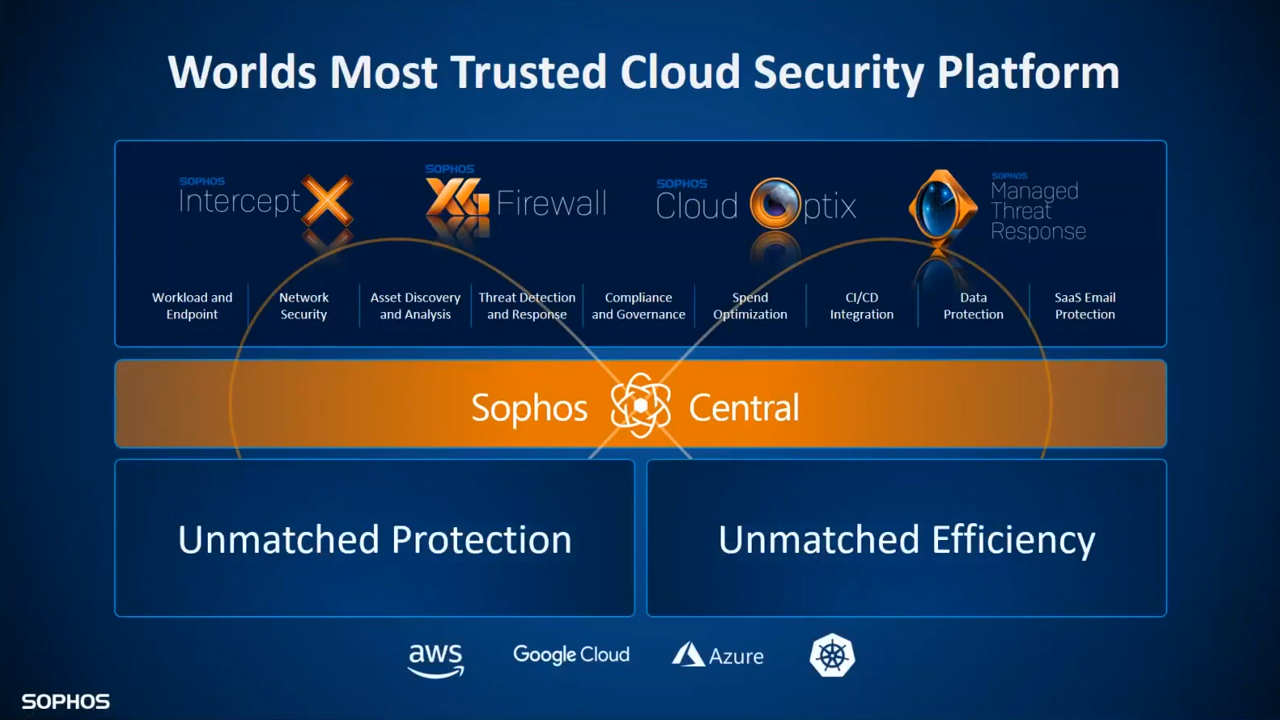 Worlds Most Trusted Cloud Security Platform
SOPHOS
Intercept X
SOPHOS
XG Firewall
SOPHOS
Cloud Optix
SOPHOS
Managed
Threat
Response
Workload and
Endpoint
Network
Security
Asset Discovery
and Analysis
Threat Detection
and Response
Compliance
and Governance
Spend
Optimization
CI/CD
Integration
Data
Protection
SaaS Email
Protection
Sophos Central
Unmatched Protection
Unmatched Efficiency
aws
Google Cloud
Azure
SOPHOS